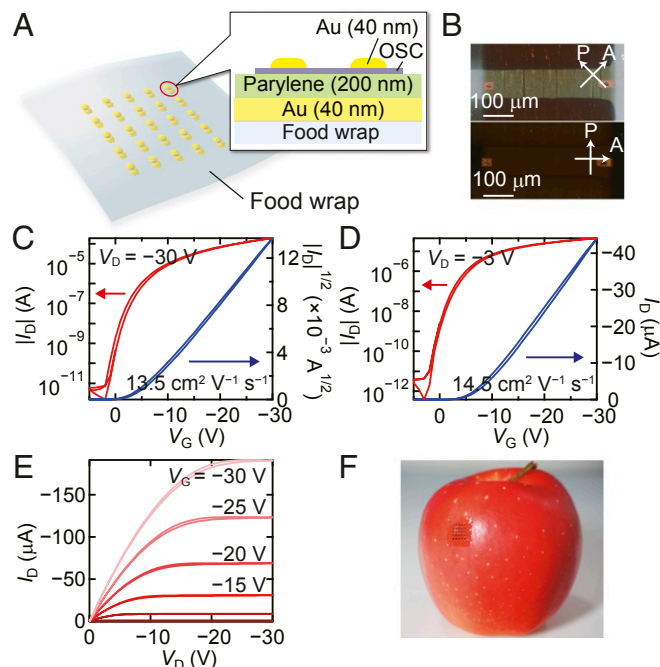 A
Au (40 nm)
OSC
Parylene (200 nm)
Au (40 nm)
Food wrap
Food wrap
B
P A
100 μm
P
A
100 μm
C
V_D = −30 V
|I_D| (A)
10⁻⁵
10⁻⁷
10⁻⁹
10⁻¹¹
13.5 cm² V⁻¹ s⁻¹
0 −10 −20 −30
V_G (V)
12
8
4
0
|I_D|^1/2 (×10⁻³ A^1/2)
D
V_D = −3 V
|I_D| (A)
10⁻⁶
10⁻⁸
10⁻¹⁰
10⁻¹²
14.5 cm² V⁻¹ s⁻¹
0 −10 −20 −30
V_G (V)
−40
−30
−20
−10
0
I_D (μA)
E
V_G = −30 V
−25 V
−20 V
−15 V
I_D (μA)
−150
−100
−50
0
0 −10 −20 −30
V_D (V)
F